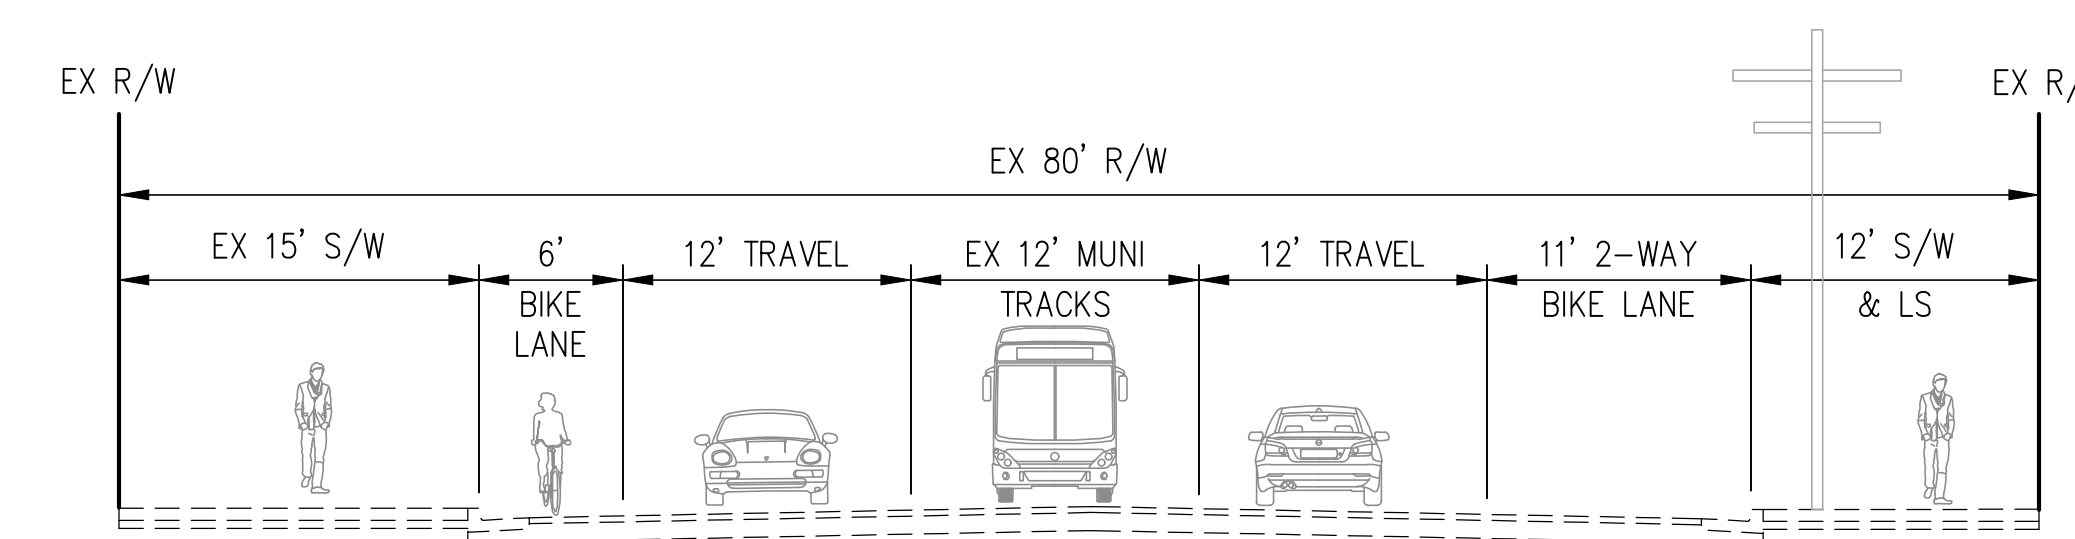 EX R/W
EX R/
EX 80' R/W
EX 15' S/W
6'
BIKE
LANE
12' TRAVEL
EX 12' MUNI
TRACKS
12' TRAVEL
11' 2-WAY
BIKE LANE
12' S/W
& LS